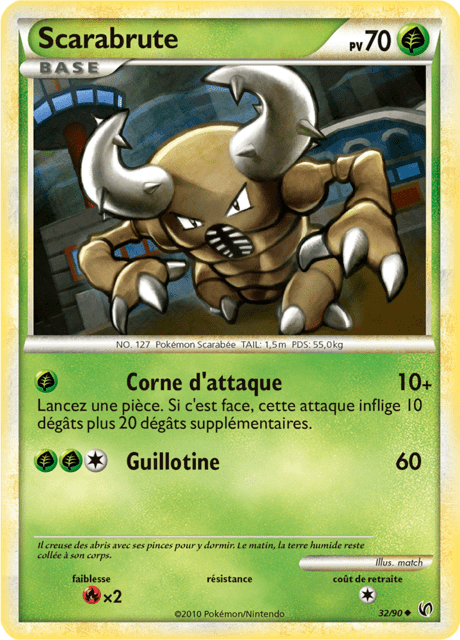 Scarabrute
PV 70
BASE
NO. 127 Pokémon Scarabée TAIL: 1,5 m PDS: 55,0 kg
Corne d'attaque 10+
Lancez une pièce. Si c'est face, cette attaque inflige 10
dégâts plus 20 dégâts supplémentaires.
Guillotine 60
Il creuse des abris avec ses pinces pour y dormir. Le matin, la terre humide reste
collée à son corps.
Illus. match
faiblesse résistance coût de retraite
×2
©2010 Pokémon/Nintendo 32/90